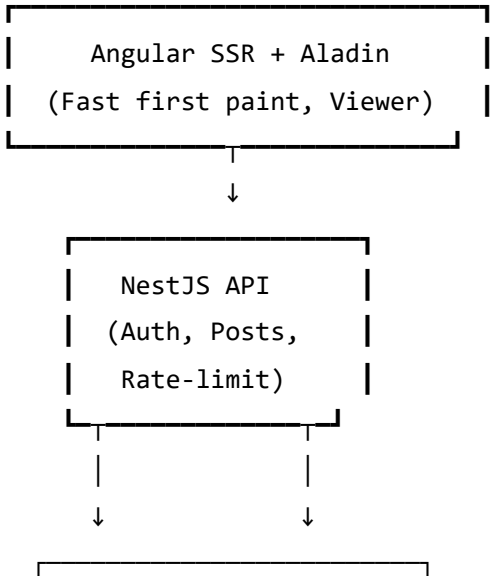 Angular SSR + Aladin
(Fast first paint, Viewer)
NestJS API
(Auth, Posts,
Rate-limit)